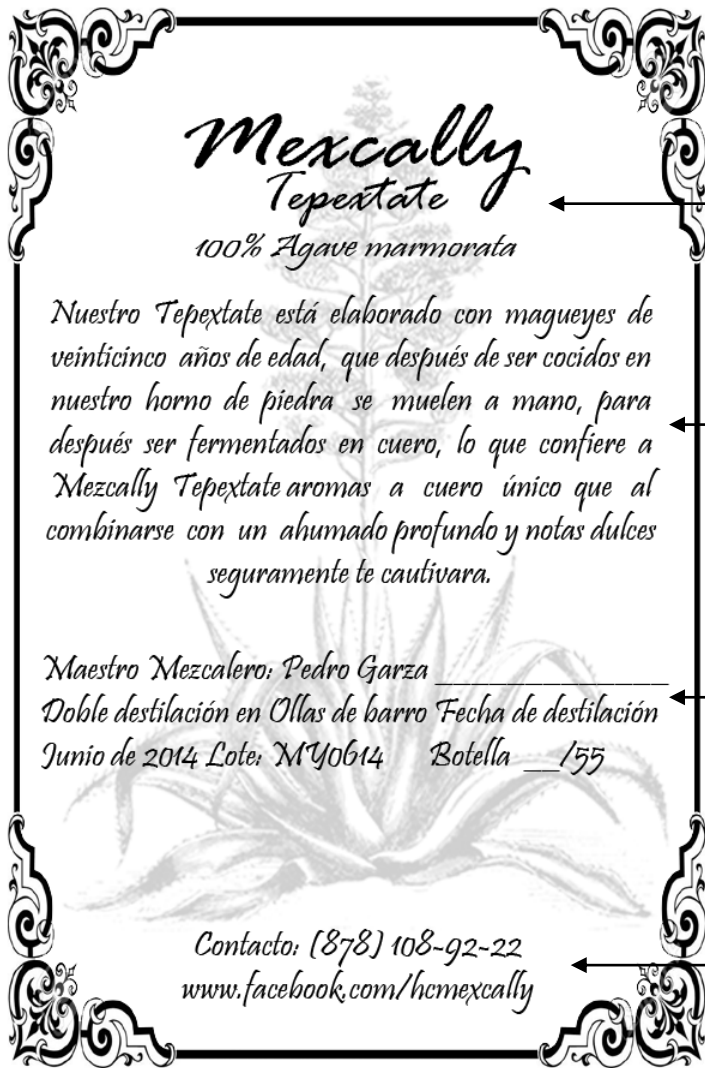 Mexcally
Tepextate
100% Agave marmorata
Nuestro Tepextate está elaborado con magueyes de
veinticinco años de edad, que después de ser cocidos en
nuestro horno de piedra se muelen a mano, para
después ser fermentados en cuero, lo que confiere a
Mezcally Tepextate aromas a cuero único que al
combinarse con un ahumado profundo y notas dulces
seguramente te cautivara.
Maestro Mezcalero: Pedro Garza _______________
Doble destilación en Ollas de barro Fecha de destilación
Junio de 2014 Lote: MY0614 Botella __/55
Contacto: (878) 108-92-22
www.facebook.com/hcmexcally